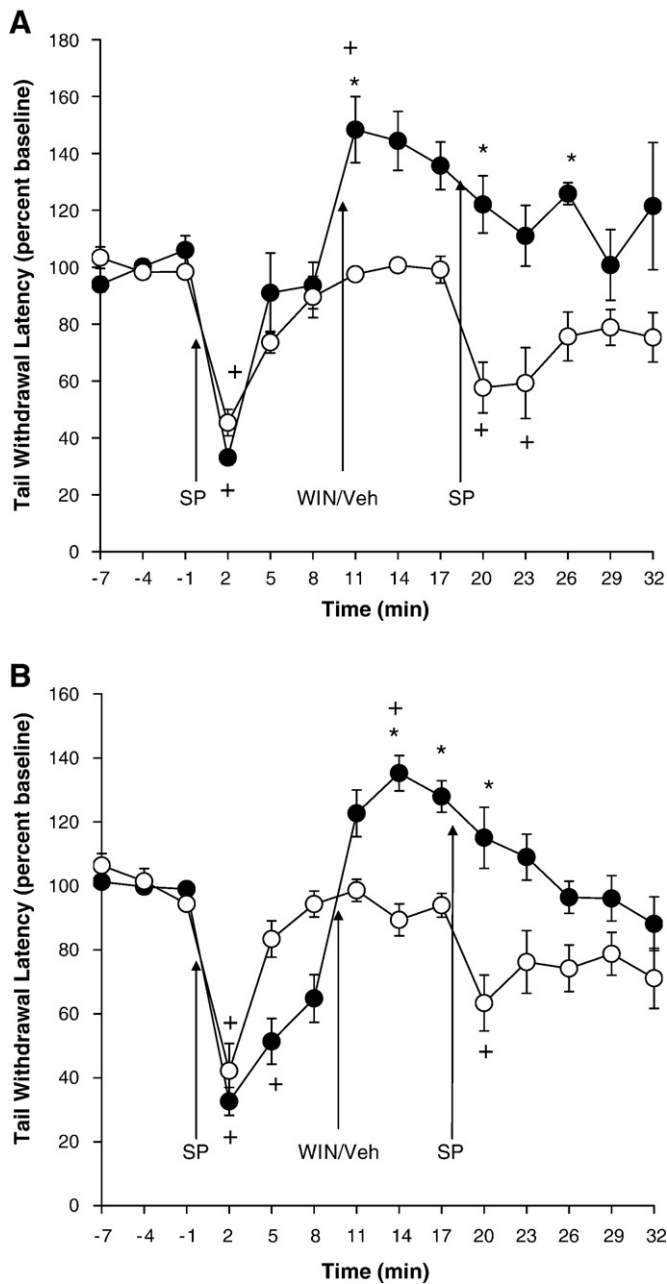 A
180
160
140
120
100
80
60
40
20
0
Tail Withdrawal Latency (percent baseline)
+
*
*
*
+
+
+
+
SP
WIN/Veh
SP
-7 -4 -1 2 5 8 11 14 17 20 23 26 29 32
Time (min)
B
160
140
120
100
80
60
40
20
0
Tail Withdrawal Latency (percent baseline)
+
*
*
*
+
+
+
+
SP
WIN/Veh
SP
-7 -4 -1 2 5 8 11 14 17 20 23 26 29 32
Time (min)